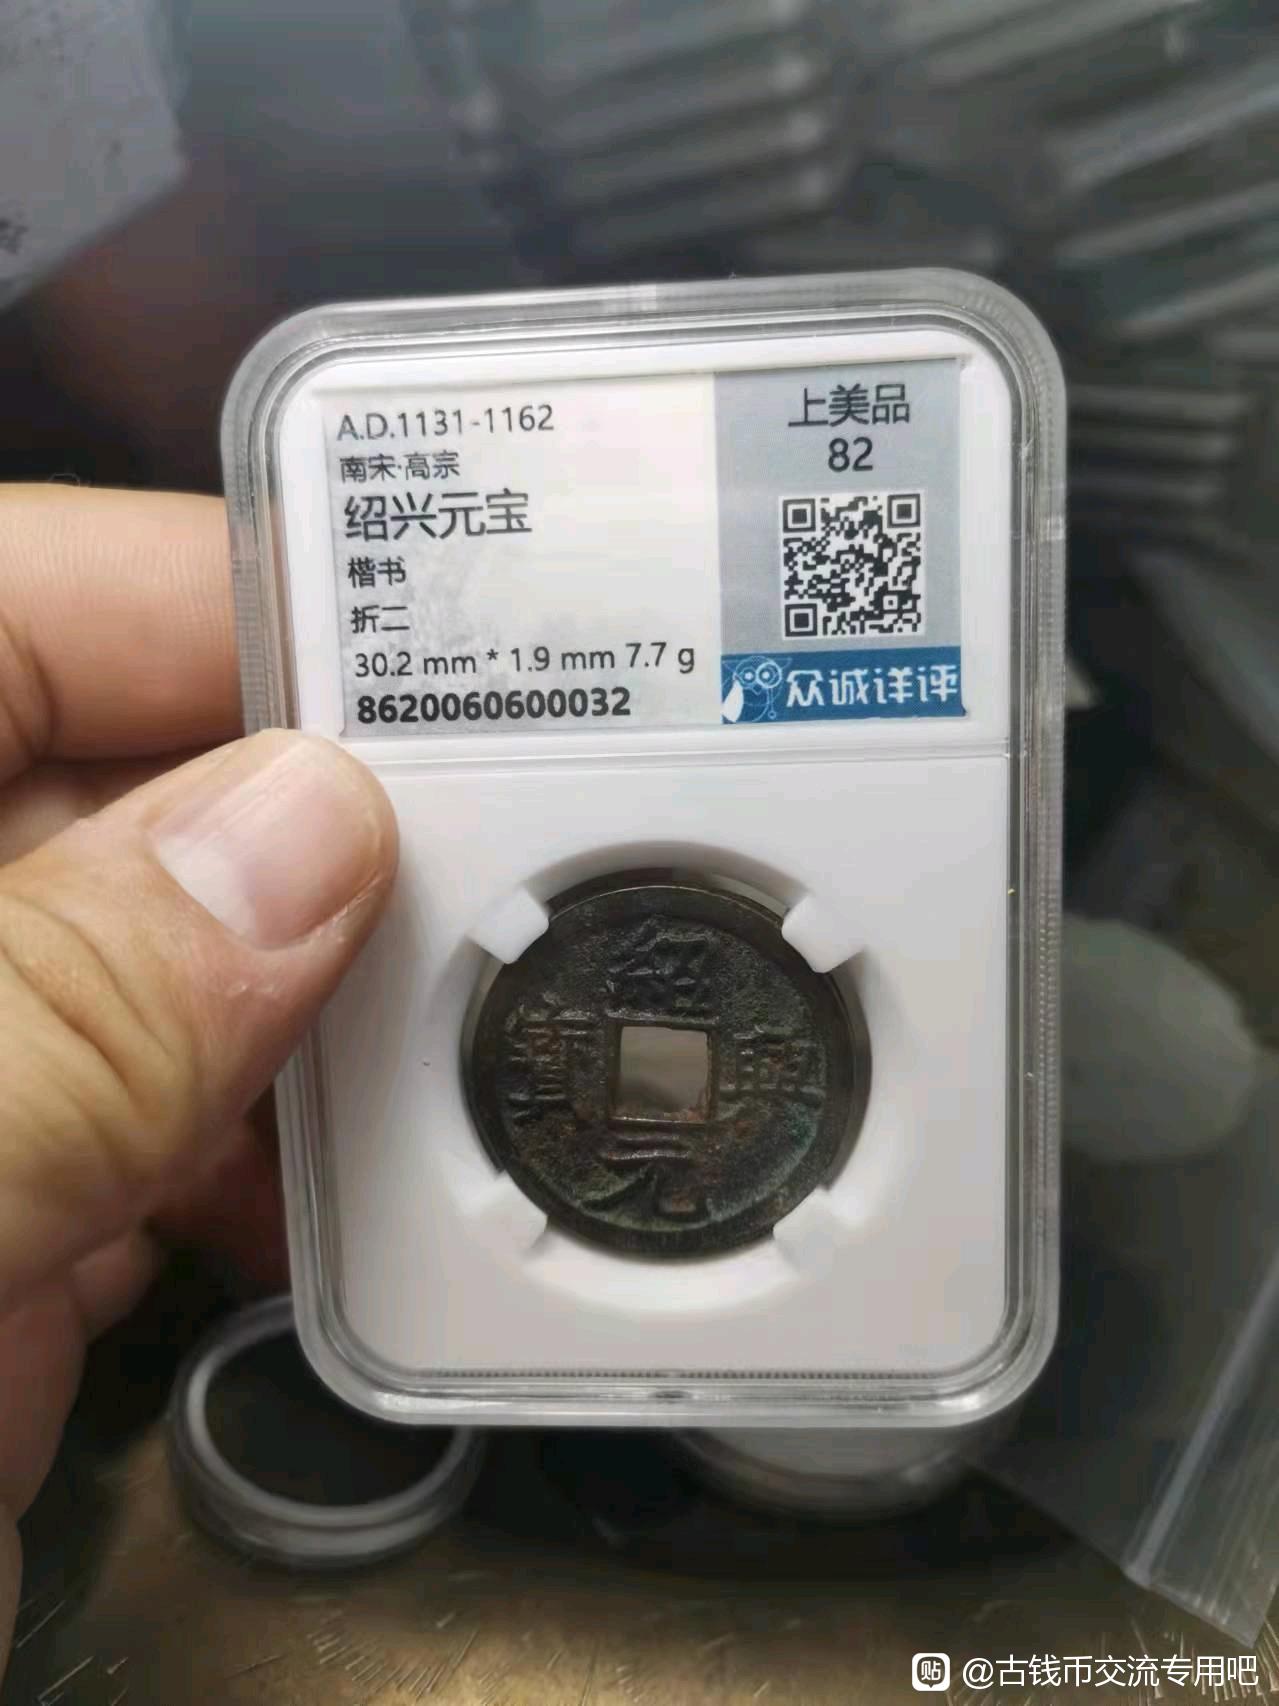 A.D.1131-1162
南宋·高宗
绍兴元宝
楷书
折二
30.2 mm * 1.9 mm 7.7 g
8620060600032
上美品
82
众诚详评
紹
寶 興
元
贴 @古钱币交流专用吧